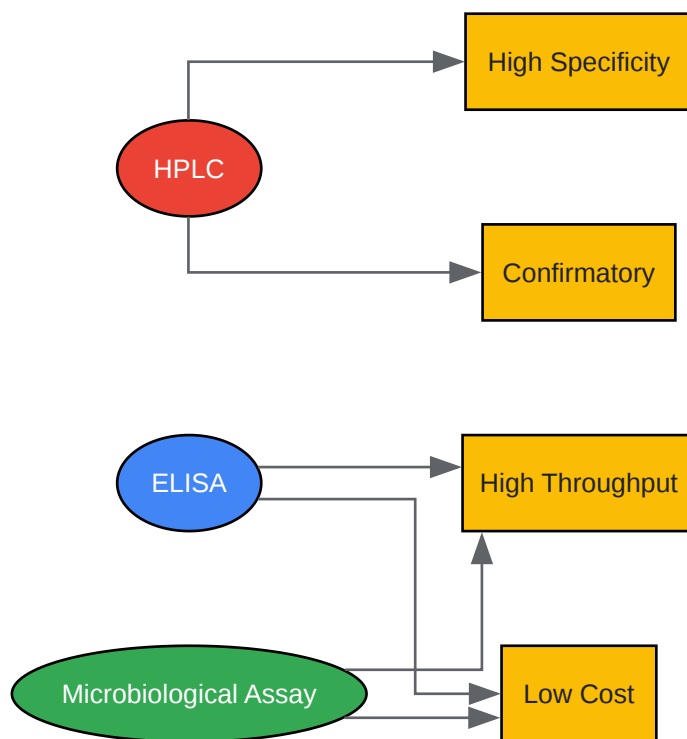 High Specificity
HPLC
Confirmatory
ELISA
High Throughput
Microbiological Assay
Low Cost